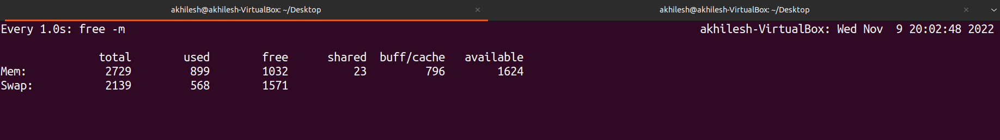 akhilesh@akhilesh-VirtualBox: ~/Desktop × akhilesh@akhilesh-VirtualBox: ~/Desktop ×
Every 1.0s: free -m akhilesh-VirtualBox: Wed Nov  9 20:02:48 2022
total used free shared buff/cache available
Mem: 2729 899 1032 23 796 1624
Swap: 2139 568 1571